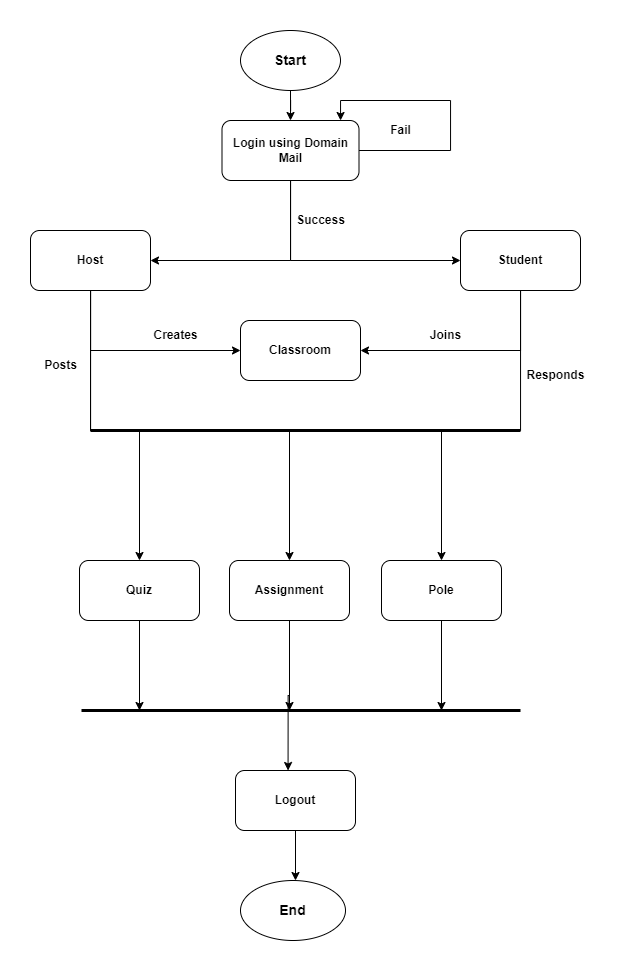 Start
Fail
Login using Domain
Mail
Success
Host
Student
Creates
Joins
Classroom
Posts
Responds
Quiz
Assignment
Pole
Logout
End